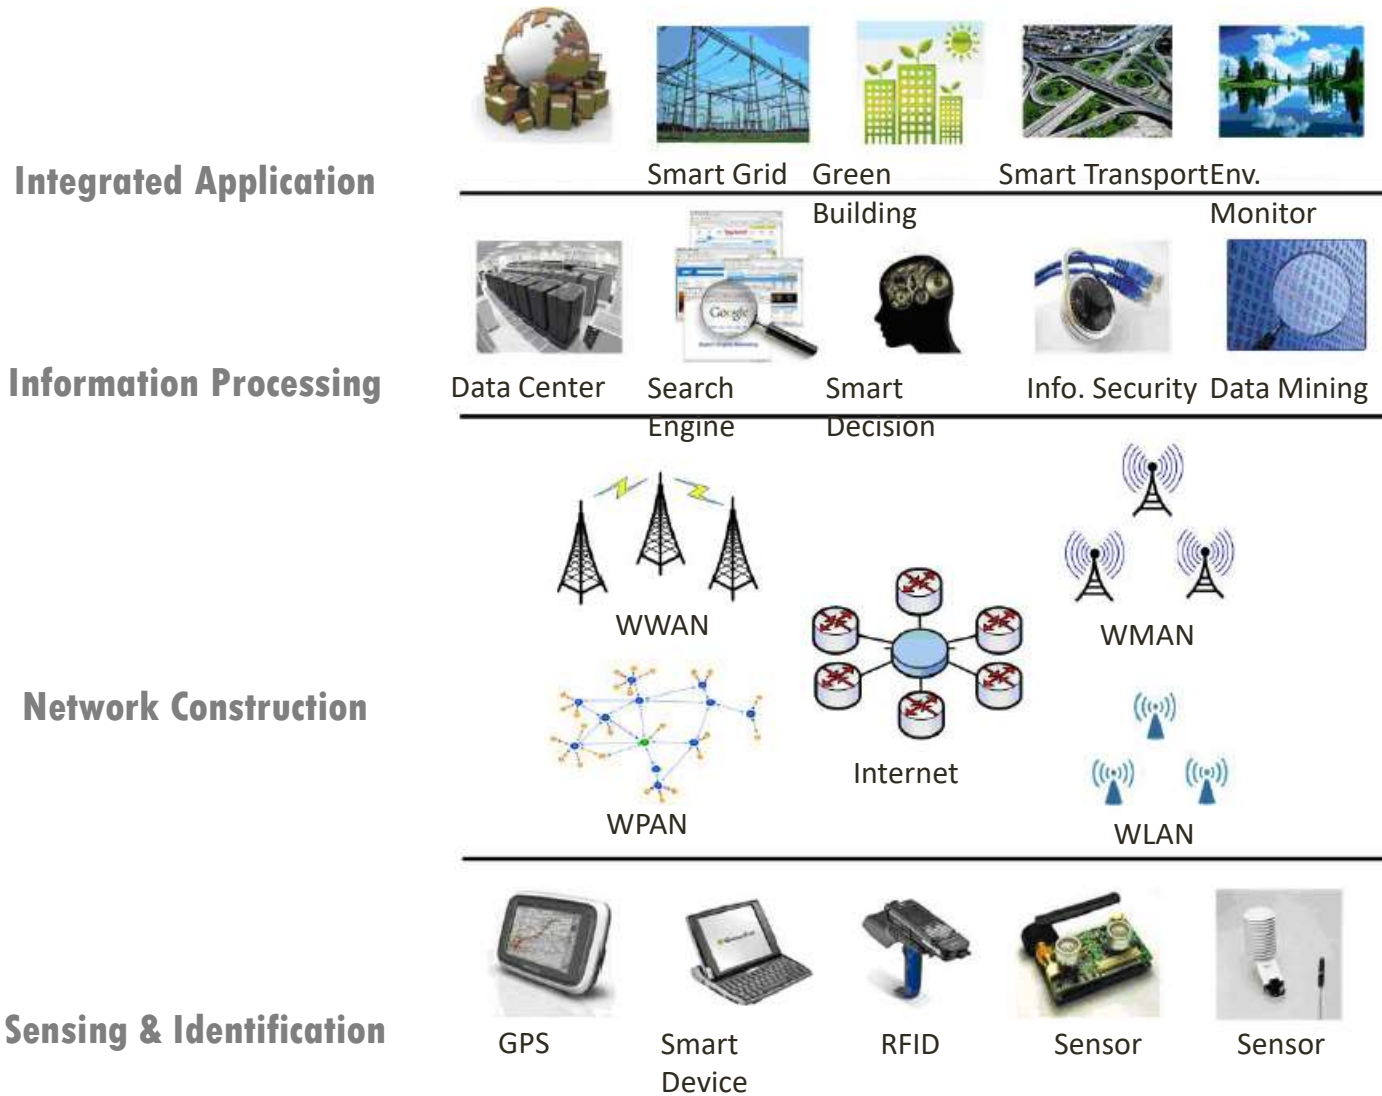 Integrated Application
Smart Grid
Green
Building
Smart Transport
Env.
Monitor
Information Processing
Google
Data Center
Search
Engine
Smart
Decision
Info. Security
Data Mining
Network Construction
WWAN
WMAN
Internet
WPAN
WLAN
Sensing & Identification
GPS
Smart
Device
RFID
Sensor
Sensor